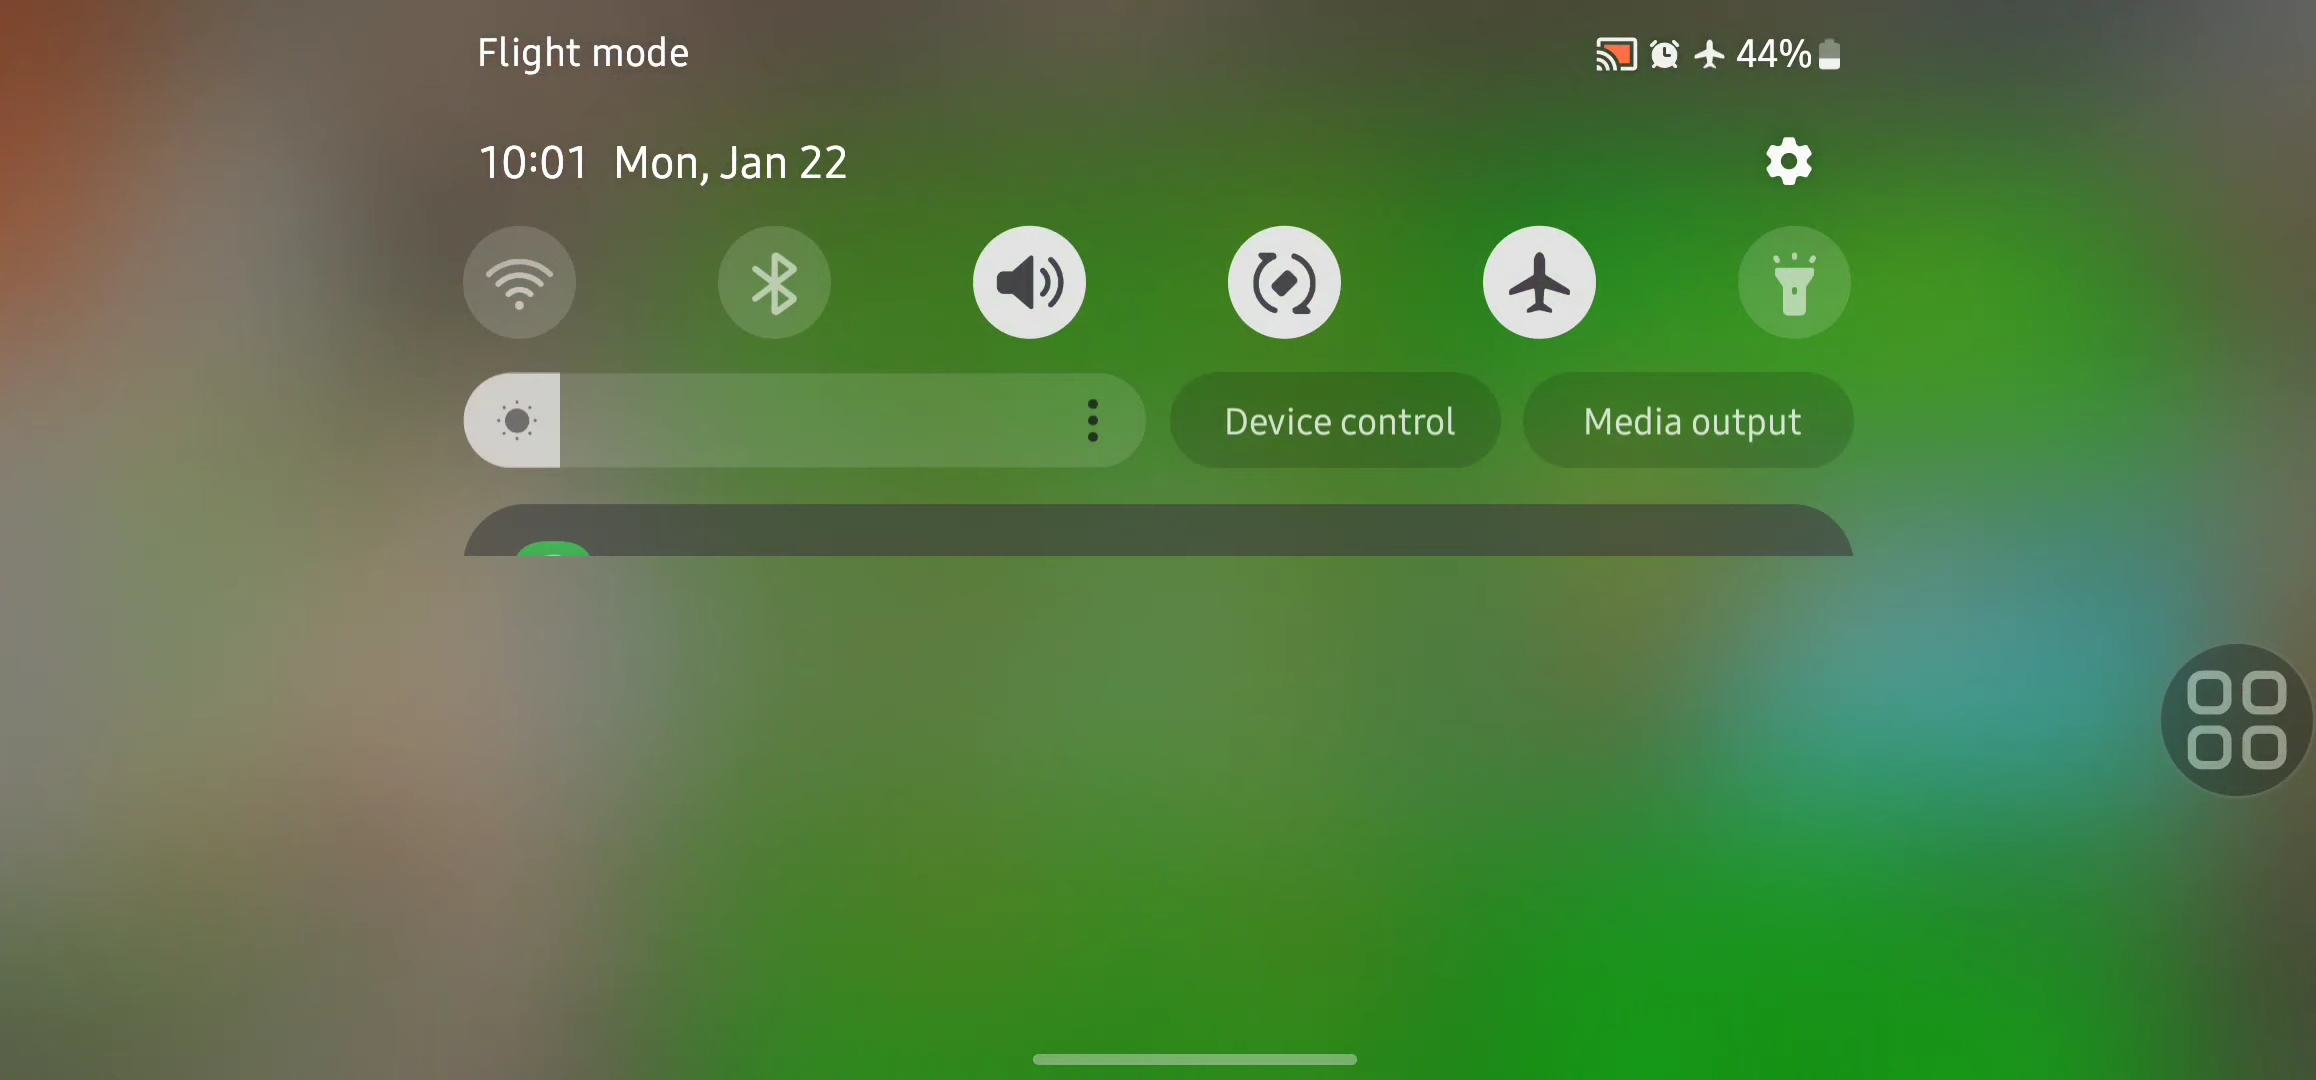 Flight mode
44%
10:01 Mon, Jan 22
Device control
Media output